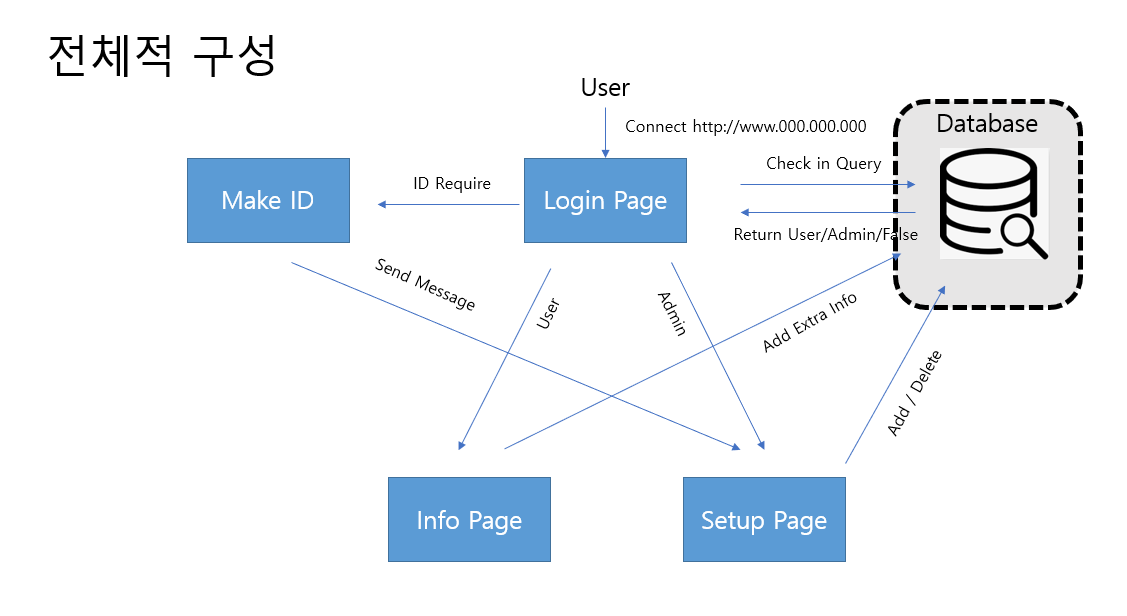 전체적 구성
User
Connect http://www.000.000.000
Database
Check in Query
Make ID
ID Require
Login Page
Return User/Admin/False
Send Message
User
Admin
Add Extra Info
Add / Delete
Info Page
Setup Page